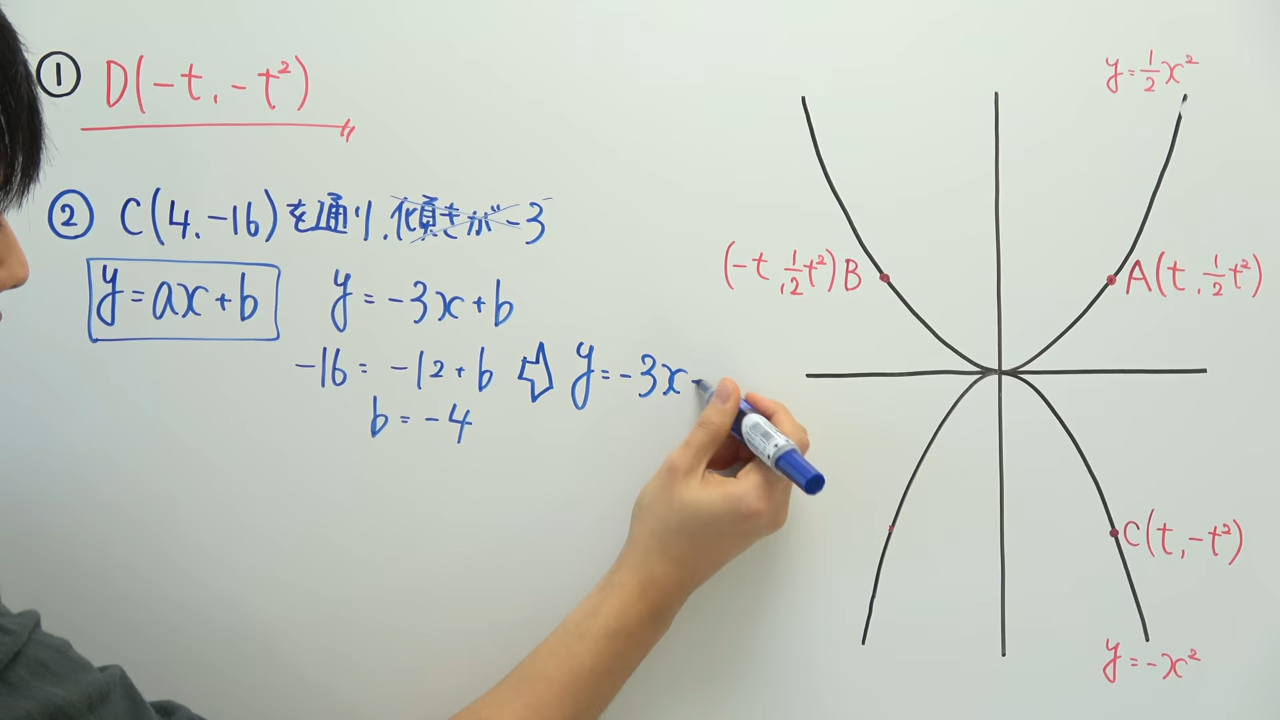 ① D(-t, -t²)
② C(4, -16)を通り, 傾きが-3
y=ax+b
y=-3x+b
-16=-12+b ⇨ y=-3x-
b=-4
y=½x²
(-t, ½t²)B
A(t, ½t²)
C(t, -t²)
y=-x²